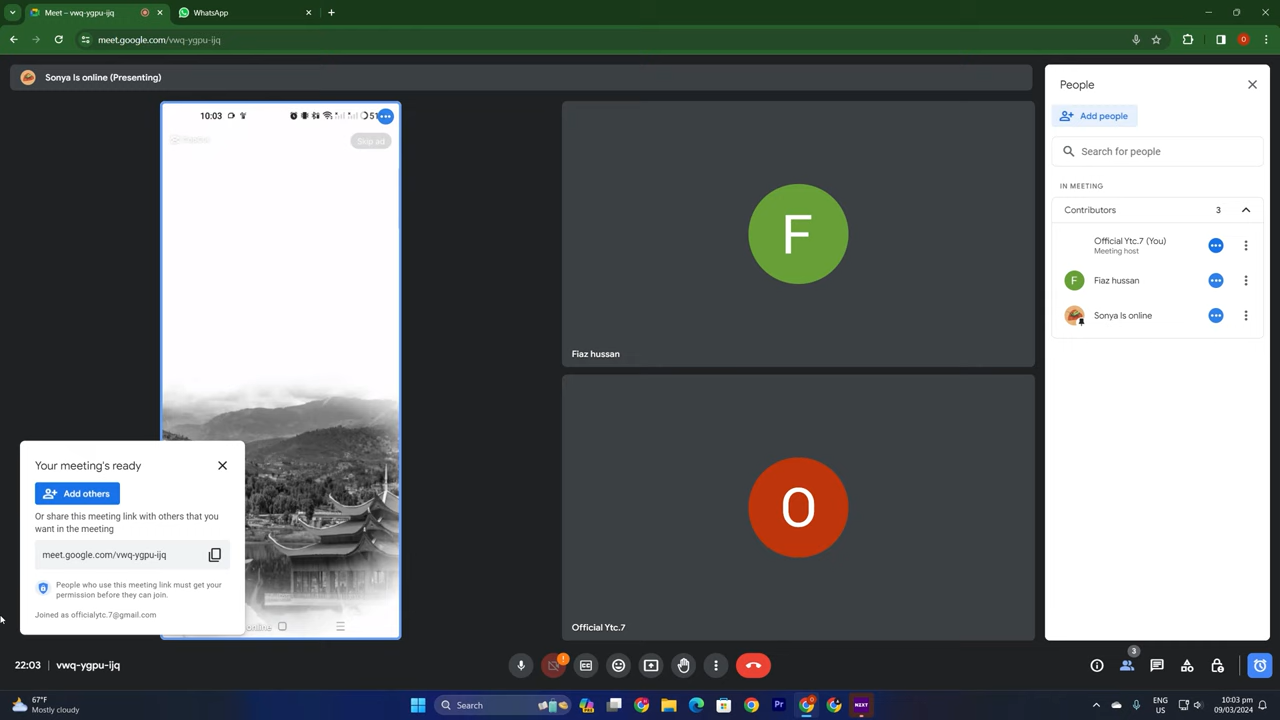 Meet – vwq-ygpu-ijq
WhatsApp
meet.google.com/vwq-ygpu-ijq
Sonya Is online (Presenting)
10:03
51
Skip ad
Fiaz hussan
Official Ytc.7
F
O
People
Add people
Search for people
IN MEETING
Contributors 3
Official Ytc.7 (You)
Meeting host
F Fiaz hussan
Sonya Is online
Your meeting's ready
Add others
Or share this meeting link with others that you
want in the meeting
meet.google.com/vwq-ygpu-ijq
People who use this meeting link must get your
permission before they can join.
Joined as officialytc.7@gmail.com
online
22:03 | vwq-ygpu-ijq
3
67°F
Mostly cloudy
Search
Pr
NEXT
ENG
US
10:03 pm
09/03/2024